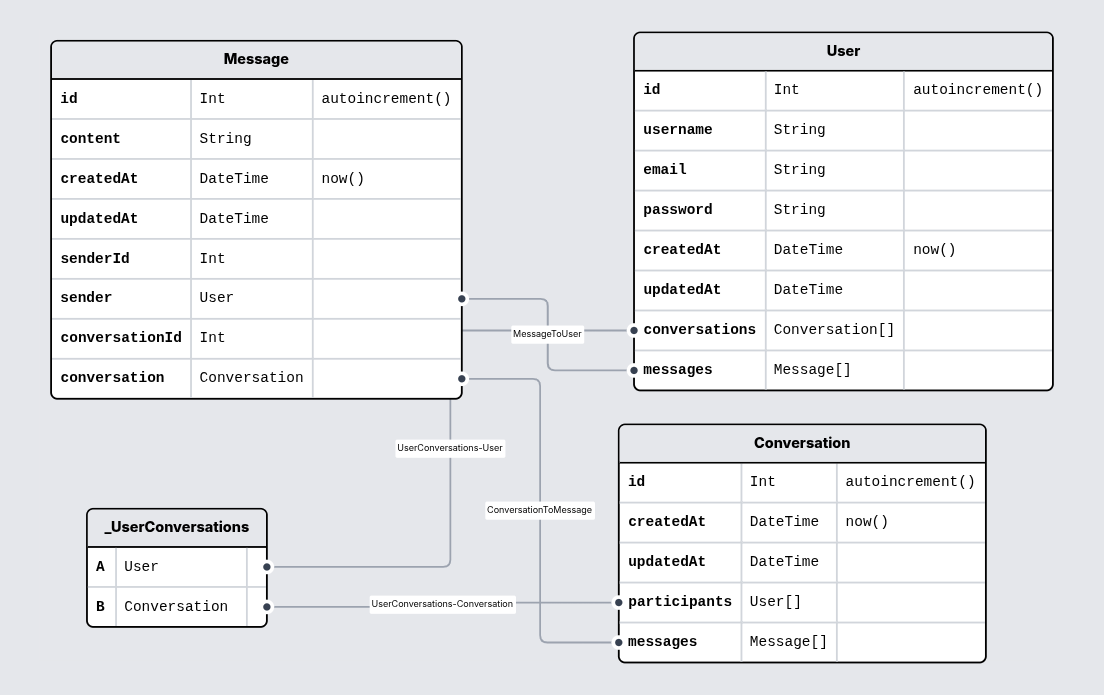 Message
id Int autoincrement()
content String
createdAt DateTime now()
updatedAt DateTime
senderId Int
sender User
conversationId Int
conversation Conversation
User
id Int autoincrement()
username String
email String
password String
createdAt DateTime now()
updatedAt DateTime
conversations Conversation[]
messages Message[]
MessageToUser
UserConversations-User
ConversationToMessage
Conversation
id Int autoincrement()
createdAt DateTime now()
updatedAt DateTime
participants User[]
messages Message[]
_UserConversations
A User
B Conversation
UserConversations-Conversation